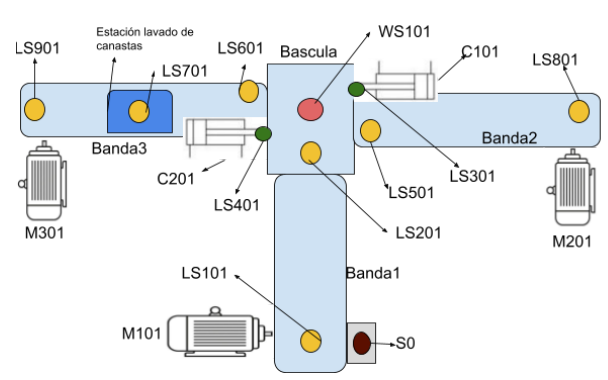 WS101
Estación lavado de
canastas
LS901
LS601
Bascula
C101
LS801
LS701
Banda2
Banda3
C201
LS301
LS401
LS501
M301
LS201
M201
LS101
Banda1
M101
S0